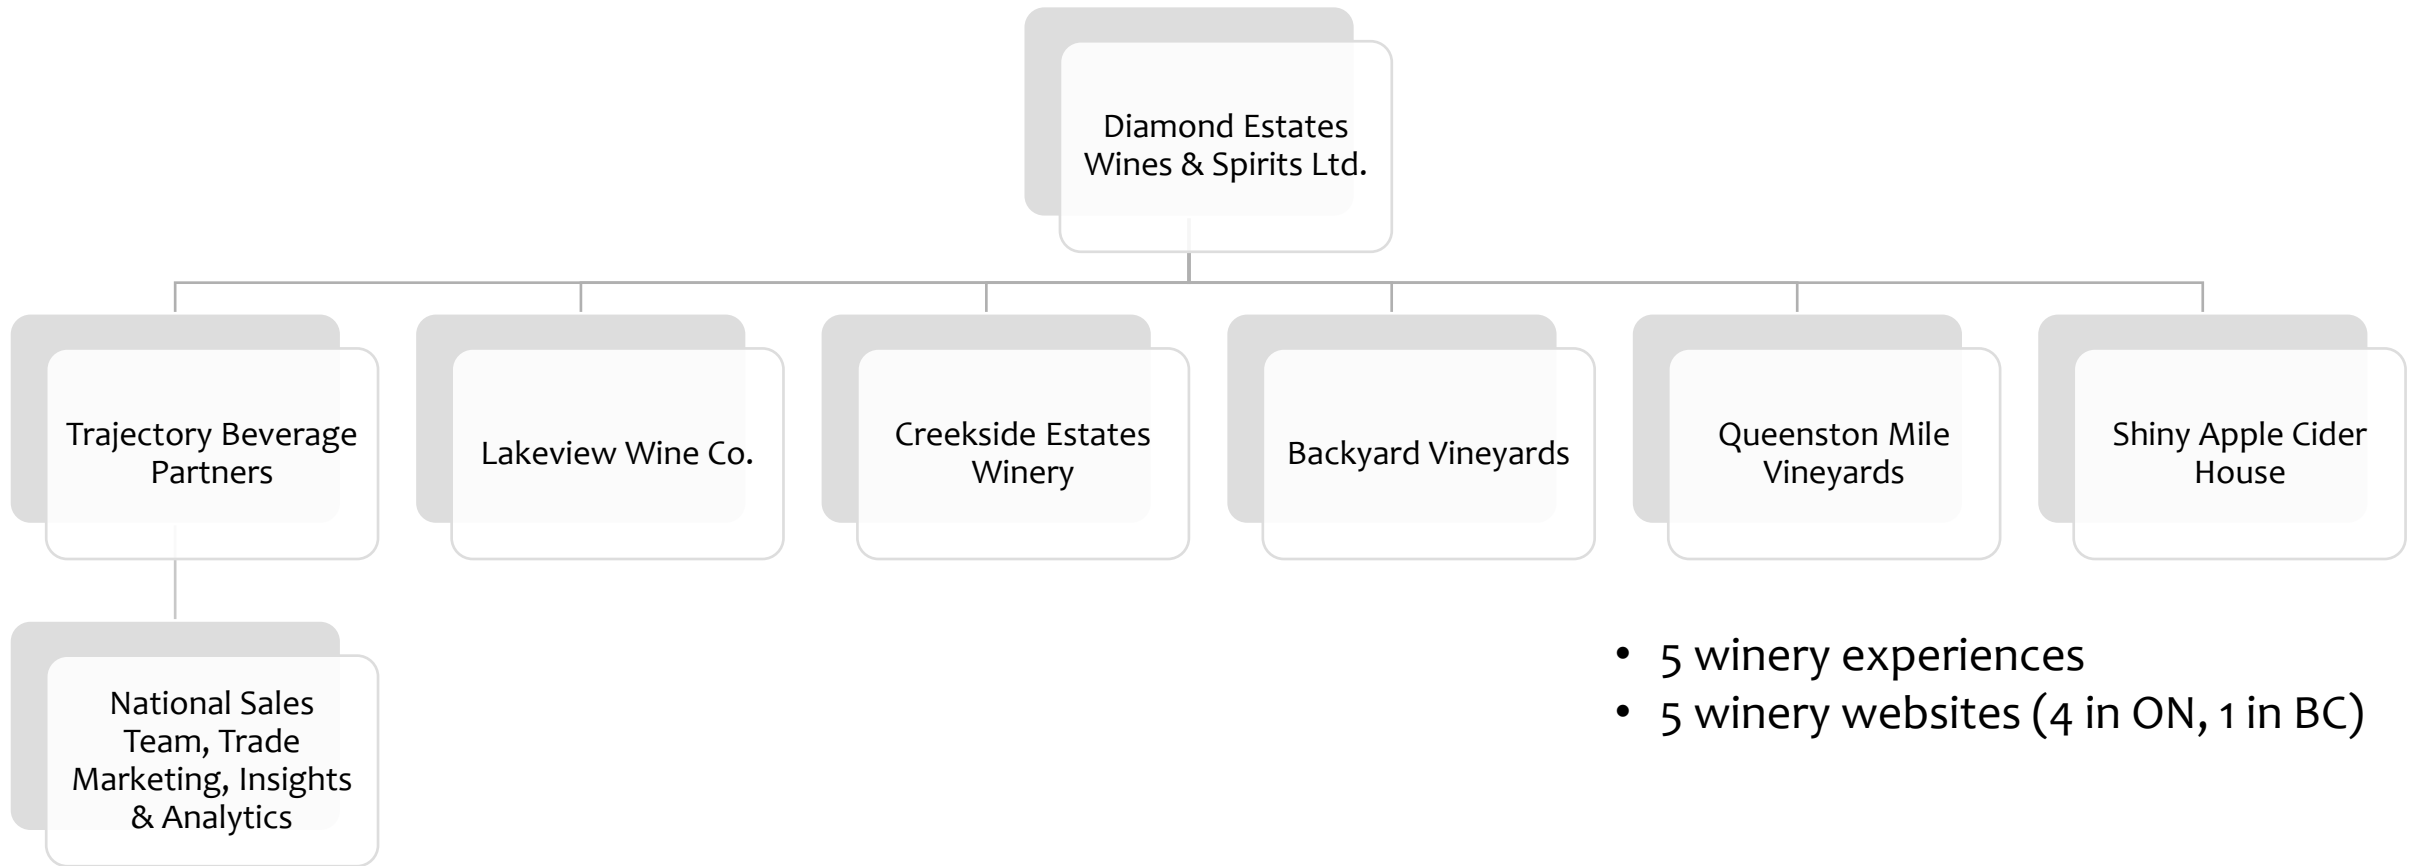 Diamond Estates
Wines & Spirits Ltd.
Trajectory Beverage
Partners
Lakeview Wine Co.
Creekside Estates
Winery
Backyard Vineyards
Queenston Mile
Vineyards
Shiny Apple Cider
House
National Sales
Team, Trade
Marketing, Insights
& Analytics
• 5 winery experiences
• 5 winery websites (4 in ON, 1 in BC)